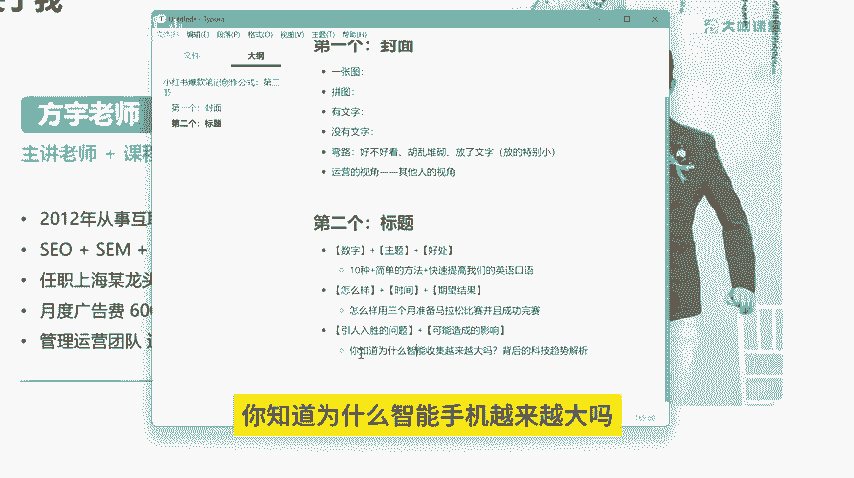 了我
大咖课堂
Untitled - Typora
编辑(E) 段落(P) 格式(O) 视图(V) 主题(T) 帮助(H)
文件 大纲
小红书爆款笔记创作公式：第二
第一个：封面
第二个：标题
第一个：封面
一张图：
拼图：
有文字：
没有文字：
弯路：好不好看、胡乱堆砌、放了文字（放的特别小）
运营的视角——其他人的视角
第二个：标题
【数字】+【主题】+【好处】
10种+简单的方法+快速提高我们的英语口语
【怎么样】+【时间】+【期望结果】
怎么样用三个月准备马拉松比赛并且成功完赛
【引人入胜的问题】+【可能造成的影响】
你知道为什么智能收集越来越大吗？背后的科技趋势解析
方宇老师
主讲老师 + 课程
2012年从事互联
SEO + SEM +
任职上海某龙头
月度广告费 600
管理运营团队
你知道为什么智能手机越来越大吗